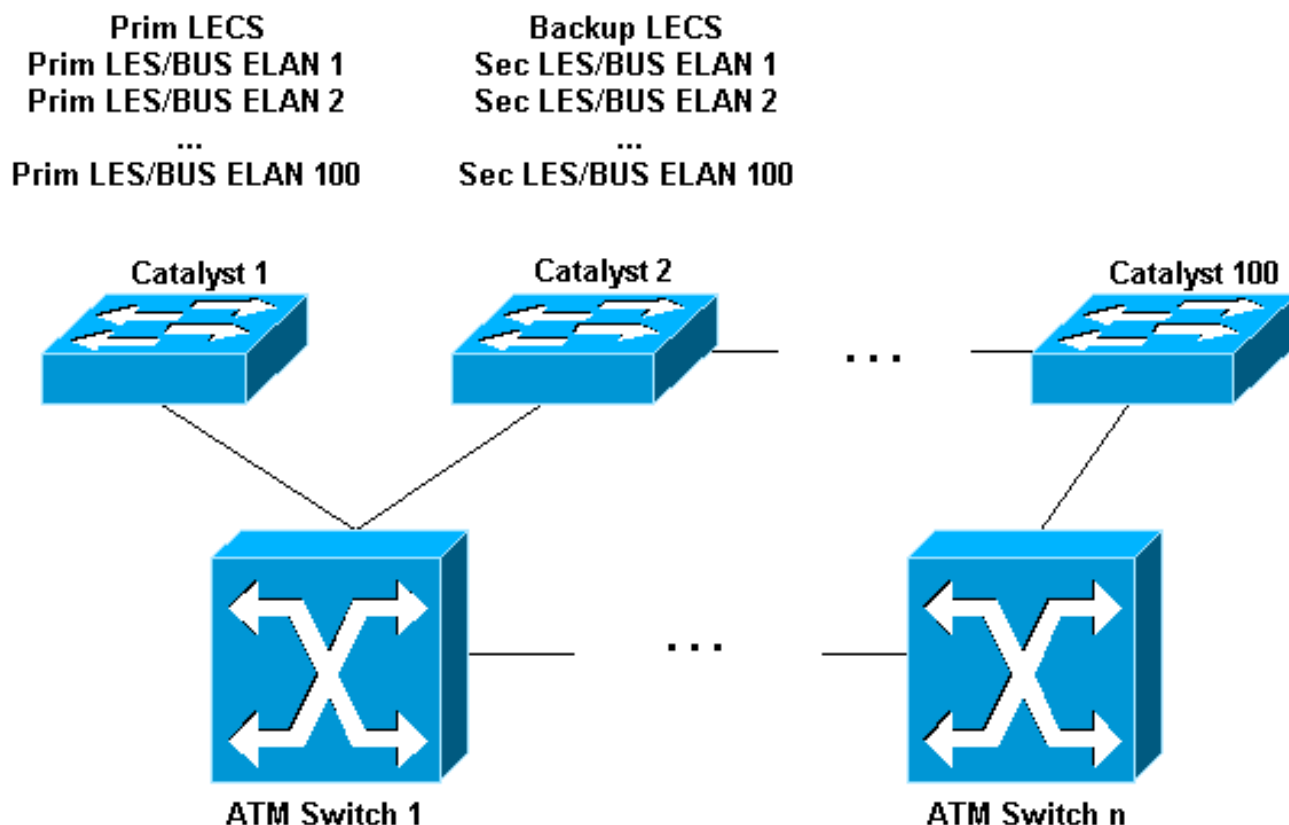 Prim LECS
Prim LES/BUS ELAN 1
Prim LES/BUS ELAN 2
...
Prim LES/BUS ELAN 100
Backup LECS
Sec LES/BUS ELAN 1
Sec LES/BUS ELAN 2
...
Sec LES/BUS ELAN 100
Catalyst 1
Catalyst 2
Catalyst 100
...
...
ATM Switch 1
ATM Switch n